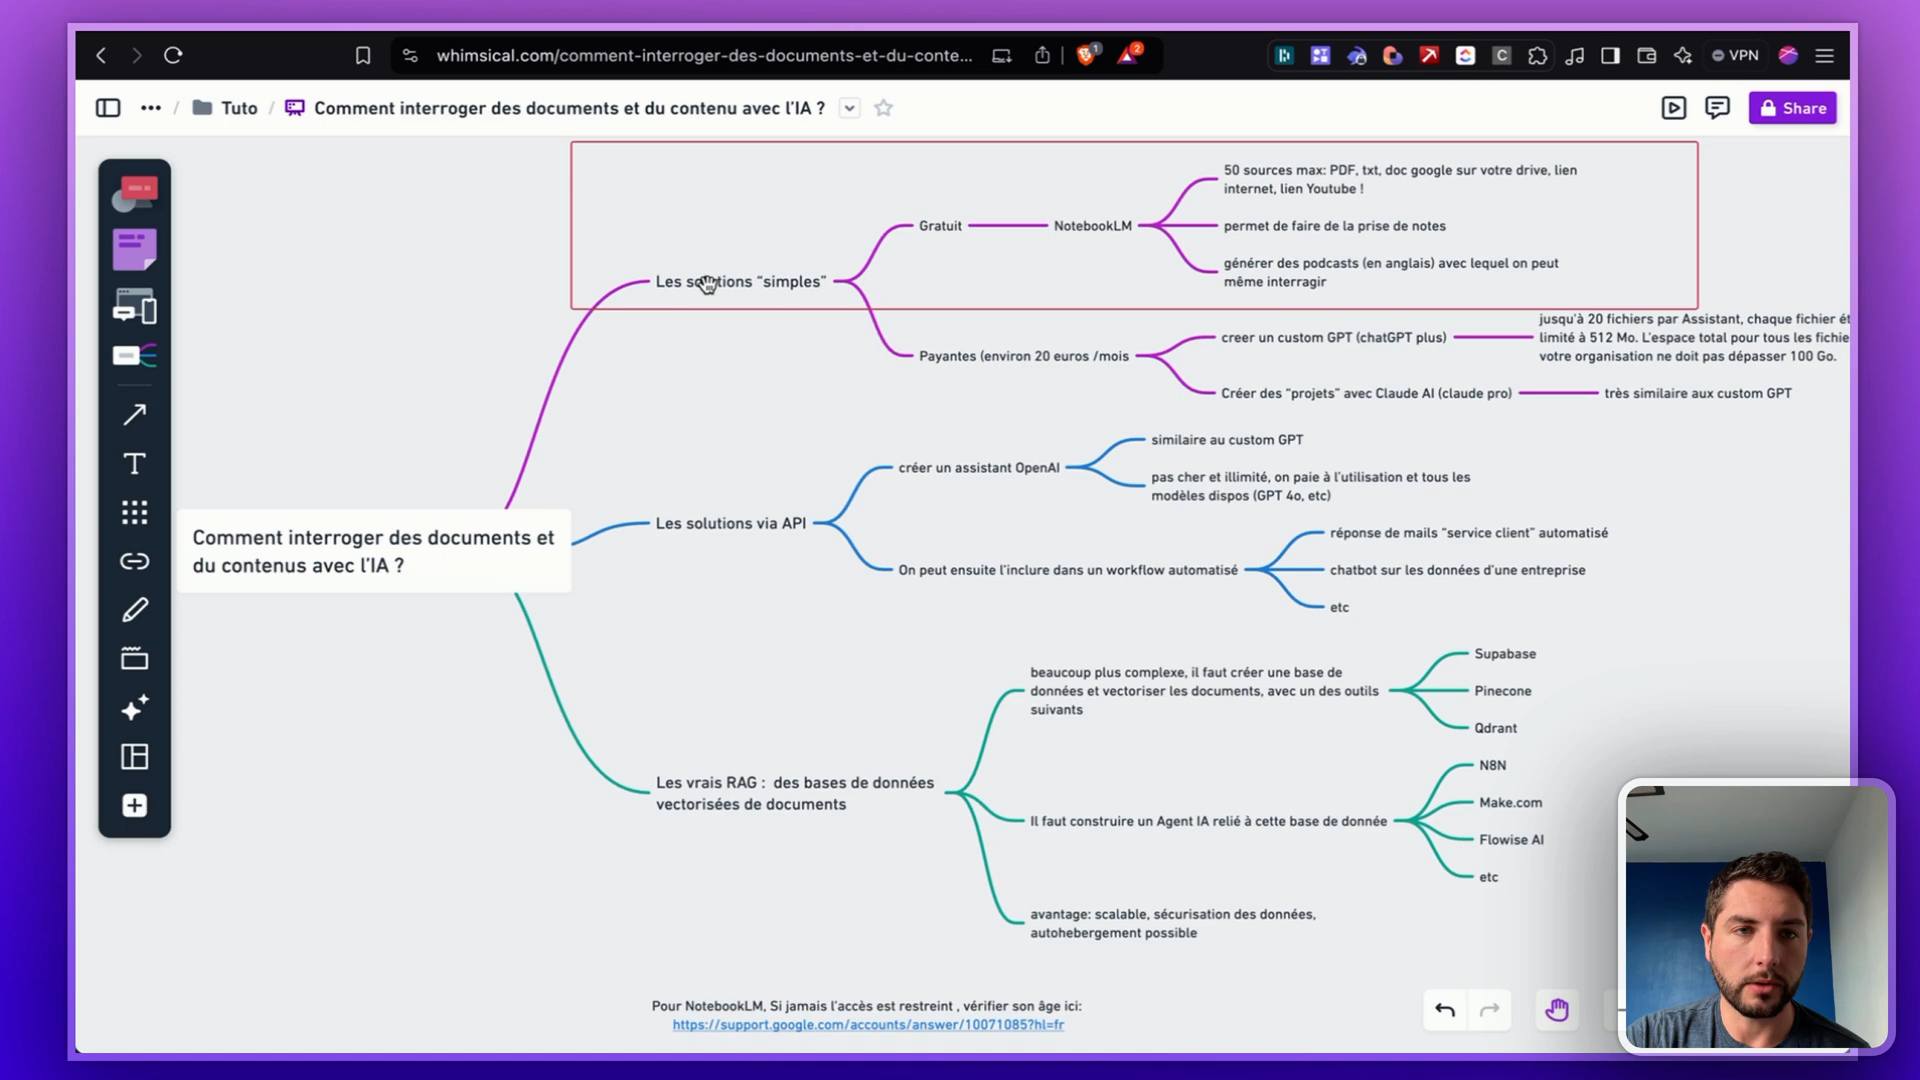 whimsical.com/comment-interroger-des-documents-et-du-conte...
1
2
C
VPN
... / Tuto / Comment interroger des documents et du contenu avec l'IA ?
Share
50 sources max: PDF, txt, doc google sur votre drive, lien
internet, lien Youtube !
Gratuit
NotebookLM
permet de faire de la prise de notes
générer des podcasts (en anglais) avec lequel on peut
même interragir
Les solutions "simples"
Payantes (environ 20 euros /mois
creer un custom GPT (chatGPT plus)
jusqu'à 20 fichiers par Assistant, chaque fichier ét
limité à 512 Mo. L'espace total pour tous les fichie
votre organisation ne doit pas dépasser 100 Go.
Créer des "projets" avec Claude AI (claude pro)
très similaire aux custom GPT
Comment interroger des documents et
du contenus avec l'IA ?
Les solutions via API
créer un assistant OpenAI
similaire au custom GPT
pas cher et illimité, on paie à l'utilisation et tous les
modèles dispos (GPT 4o, etc)
On peut ensuite l'inclure dans un workflow automatisé
réponse de mails "service client" automatisé
chatbot sur les données d'une entreprise
etc
Les vrais RAG :  des bases de données
vectorisées de documents
beaucoup plus complexe, il faut créer une base de
données et vectoriser les documents, avec un des outils
suivants
Supabase
Pinecone
Qdrant
Il faut construire un Agent IA relié à cette base de donnée
N8N
Make.com
Flowise AI
etc
avantage: scalable, sécurisation des données,
autohebergement possible
Pour NotebookLM, Si jamais l'accès est restreint , vérifier son âge ici:
https://support.google.com/accounts/answer/10071085?hl=fr